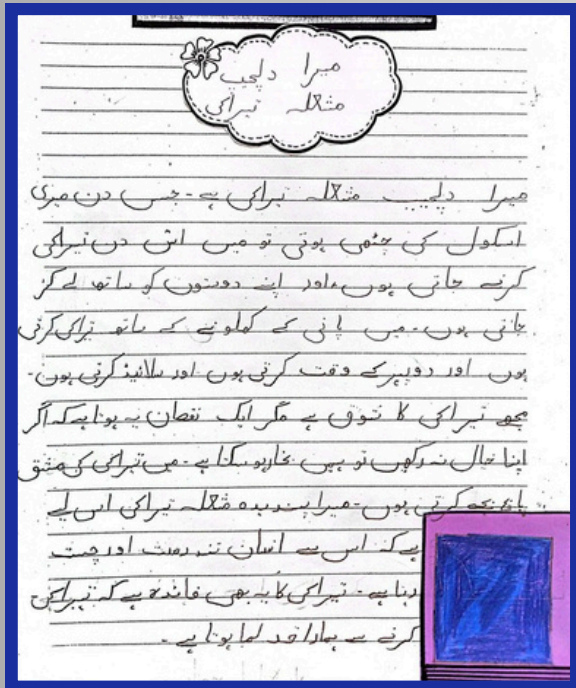 میرا دلچسپ
مشغلہ تیراکی
میرا دلچسپ مشغلہ تیراکی ہے۔ جس دن میری
اسکول کی چھٹی ہوتی تو میں اس دن تیراکی
کرنے جاتی ہوں، اور اپنے دوستوں کو ساتھ لے کر
جاتی ہوں۔ میں پانی کے کھلونے کے ساتھ تیراکی کرتی
ہوں اور دوپہر کے وقت کرتی ہوں اور سلائیڈ کرتی ہوں۔
مجھے تیراکی کا شوق ہے مگر ایک نقصان یہ ہوتا ہے کہ اگر
اپنا خال نہ رکھیں تو ہمیں بخار ہو سکتا ہے۔ میں تیراکی کی مشق
پانچ بجے کرتی ہوں۔ میرا پسندیدہ مشغلہ تیراکی اس لیے
ہے کہ اس سے انسان تندرست اور چست
رہتا ہے۔ تیراکی کا یہ بھی فائدہ ہے کہ تیراکی
کرنے سے ہمارا قد لمبا ہوتا ہے۔